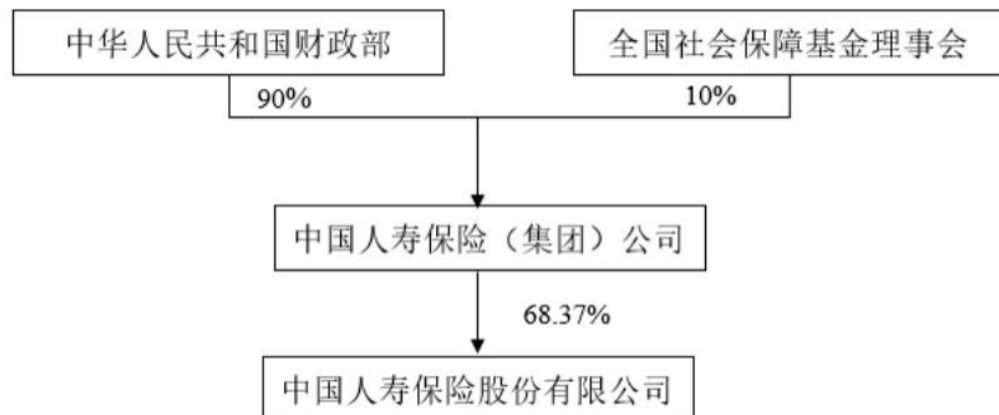 中华人民共和国财政部
全国社会保障基金理事会
90%
10%
中国人寿保险（集团）公司
68.37%
中国人寿保险股份有限公司